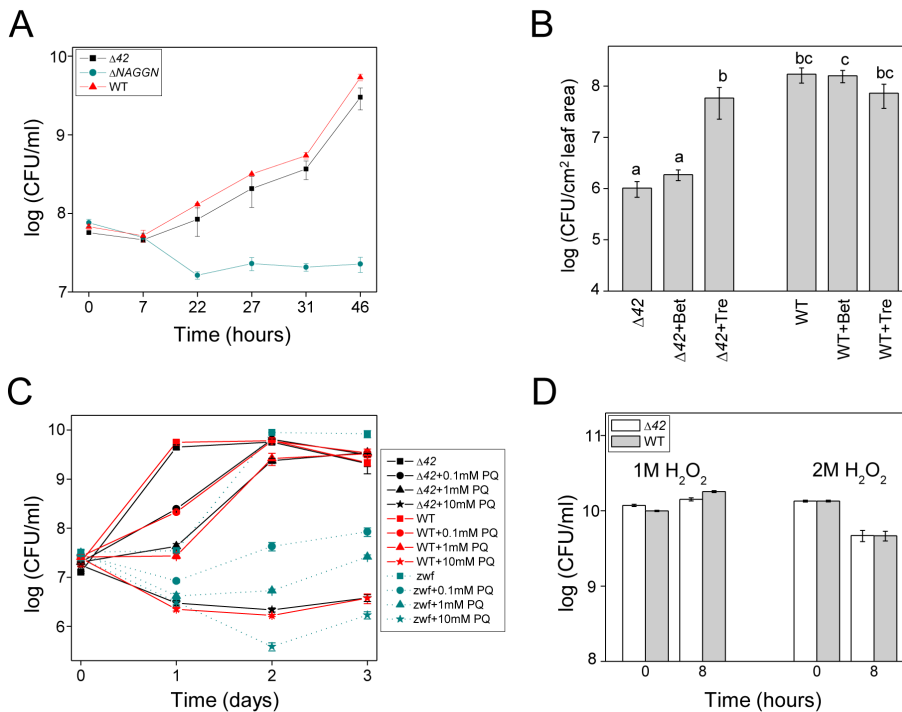 A
Δ42
ΔNAGGN
WT
10
9
8
7
log (CFU/ml)
0 7 22 27 31 46
Time (hours)
B
log (CFU/cm² leaf area)
8
7
6
5
4
a
a
b
bc
c
bc
Δ42
Δ42+Bet
Δ42+Tre
WT
WT+Bet
WT+Tre
C
log (CFU/ml)
10
9
8
7
6
0 1 2 3
Time (days)
Δ42
Δ42+0.1mM PQ
Δ42+1mM PQ
Δ42+10mM PQ
WT
WT+0.1mM PQ
WT+1mM PQ
WT+10mM PQ
zwf
zwf+0.1mM PQ
zwf+1mM PQ
zwf+10mM PQ
D
Δ42
WT
1M H₂O₂ 2M H₂O₂
log (CFU/ml)
11
10
9
8
0 8 0 8
Time (hours)